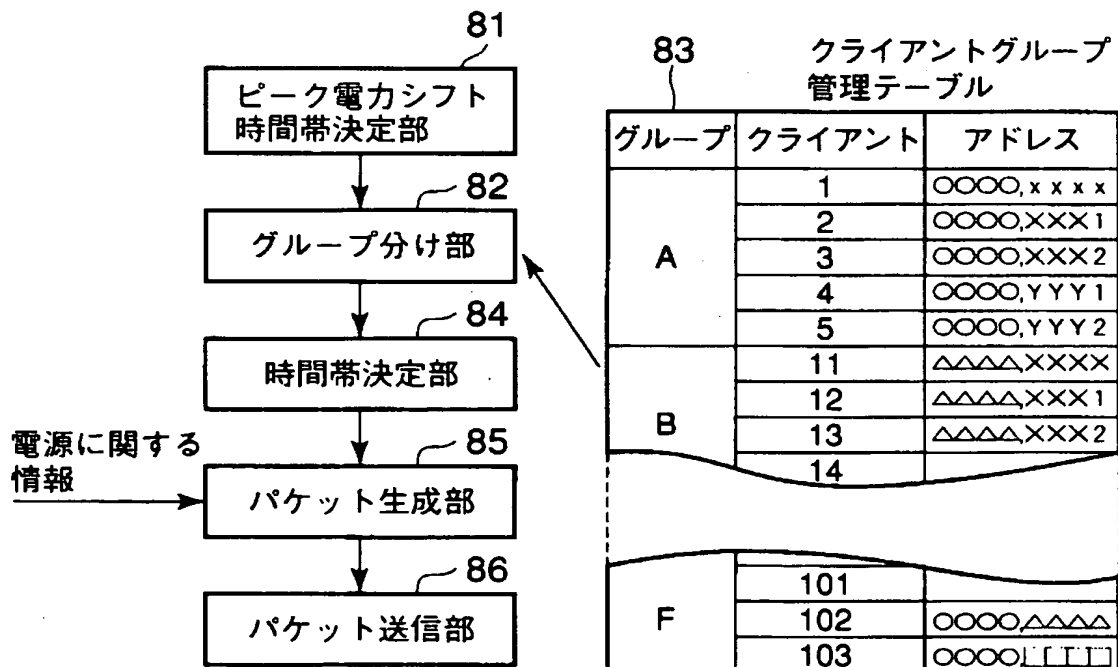 81
ピーク電力シフト
時間帯決定部
82
グループ分け部
84
時間帯決定部
電源に関する
情報
85
パケット生成部
86
パケット送信部
83
クライアントグループ
管理テーブル
グループ クライアント アドレス
A
1 ○○○○,xxxx
2 ○○○○,XXX1
3 ○○○○,XXX2
4 ○○○○,YYY1
5 ○○○○,YYY2
B
11 △△△△,XXXX
12 △△△△,XXX1
13 △△△△,XXX2
14
F
101
102 ○○○○,△△△△
103 ○○○○